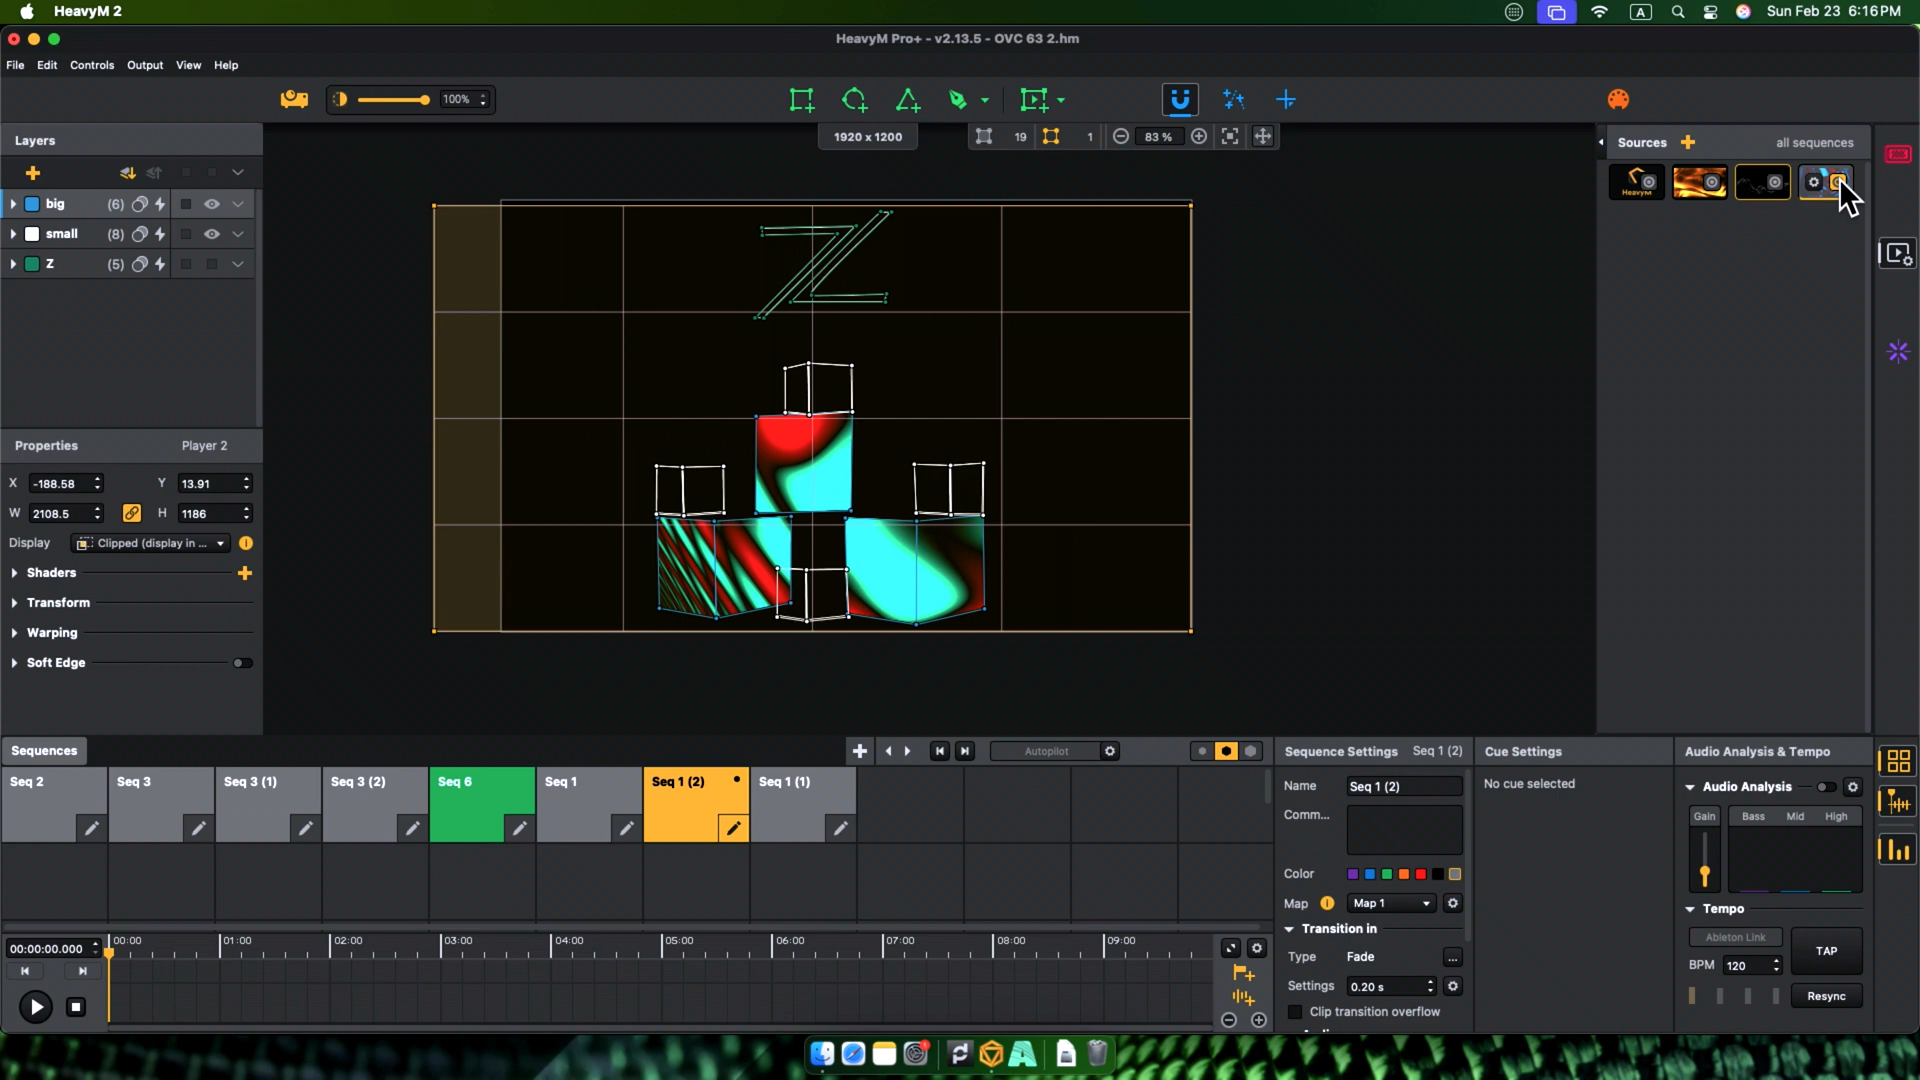 HeavyM 2
A
Sun Feb 23 6:16PM
HeavyM Pro+ - v2.13.5 - OVC 63 2.hm
File Edit Controls Output View Help
100%
1920 x 1200
19
1
83 %
Layers
big (6)
small (8)
Z (5)
Sources
all sequences
HeavyM
Properties
Player 2
X -188.58 Y 13.91
W 2108.5 H 1186
Display Clipped (display in ...
Shaders
Transform
Warping
Soft Edge
Sequences
Autopilot
Seq 2
Seq 3
Seq 3 (1)
Seq 3 (2)
Seq 6
Seq 1
Seq 1 (2)
Seq 1 (1)
Sequence Settings Seq 1 (2)
Name Seq 1 (2)
Comm...
Color
Map Map 1
Transition in
Type Fade ...
Settings 0.20 s
Clip transition overflow
Cue Settings
No cue selected
Audio Analysis & Tempo
Audio Analysis
Gain Bass Mid High
Tempo
Ableton Link
TAP
BPM 120
Resync
00:00:00.000
00:00 01:00 02:00 03:00 04:00 05:00 06:00 07:00 08:00 09:00